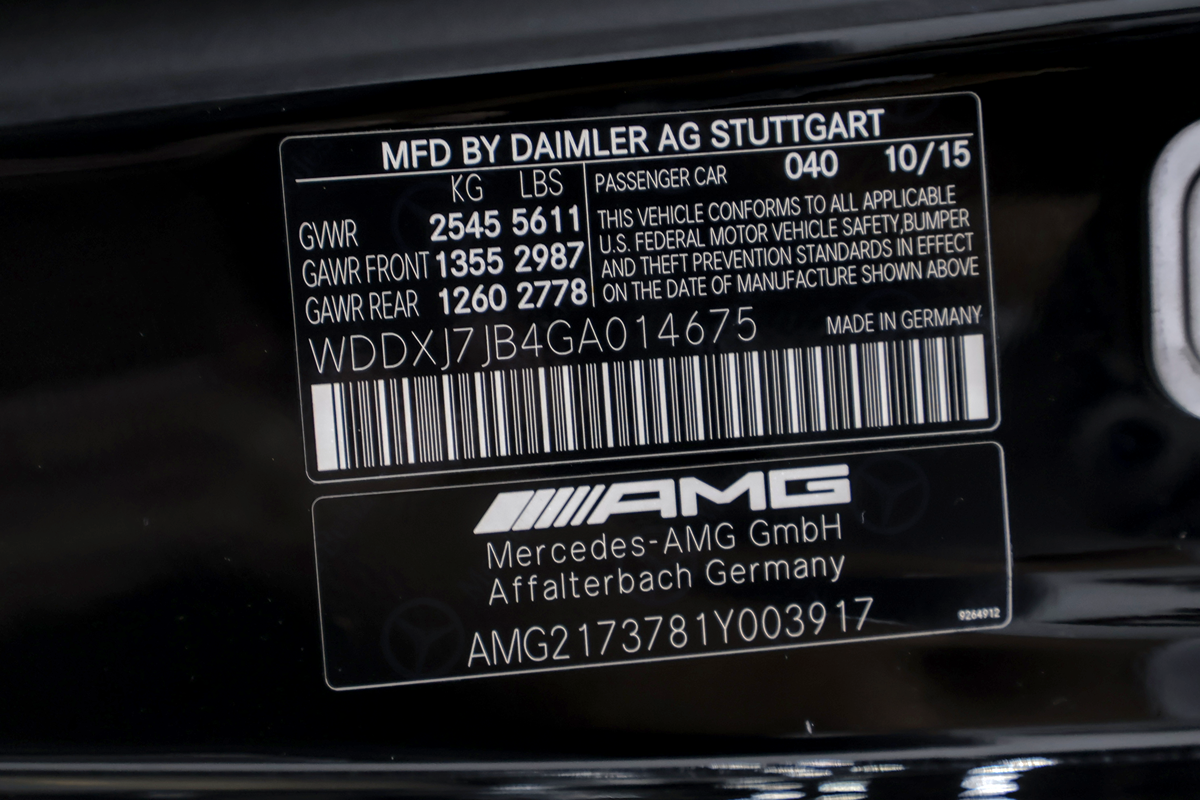 MFD BY DAIMLER AG STUTTGART
KG LBS
GVWR 2545 5611
GAWR FRONT 1355 2987
GAWR REAR 1260 2778
PASSENGER CAR 040 10/15
THIS VEHICLE CONFORMS TO ALL APPLICABLE
U.S. FEDERAL MOTOR VEHICLE SAFETY,BUMPER
AND THEFT PREVENTION STANDARDS IN EFFECT
ON THE DATE OF MANUFACTURE SHOWN ABOVE
WDDXJ7JB4GA014675
MADE IN GERMANY
AMG
Mercedes-AMG GmbH
Affalterbach Germany
AMG2173781Y003917
9264912